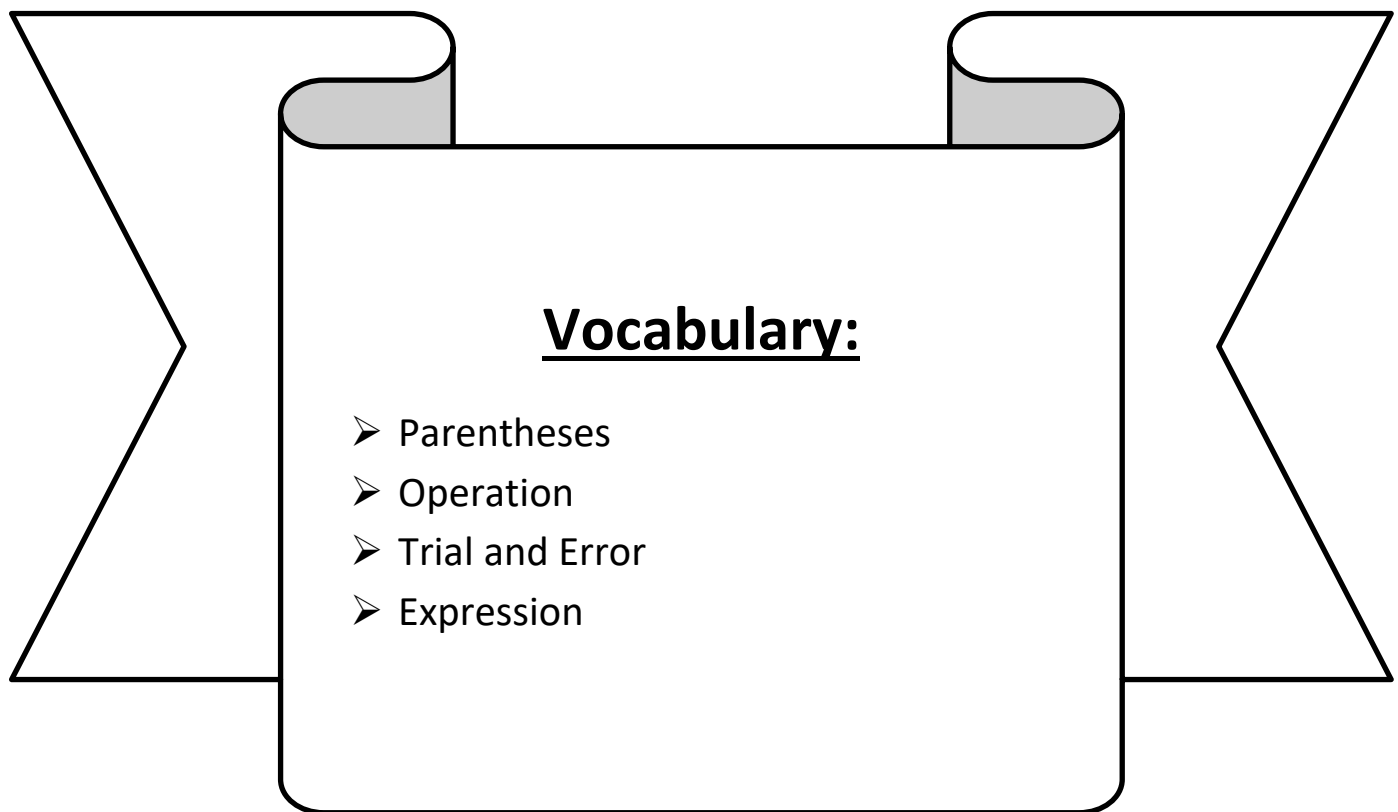 Vocabulary:
➢ Parentheses
➢ Operation
➢ Trial and Error
➢ Expression